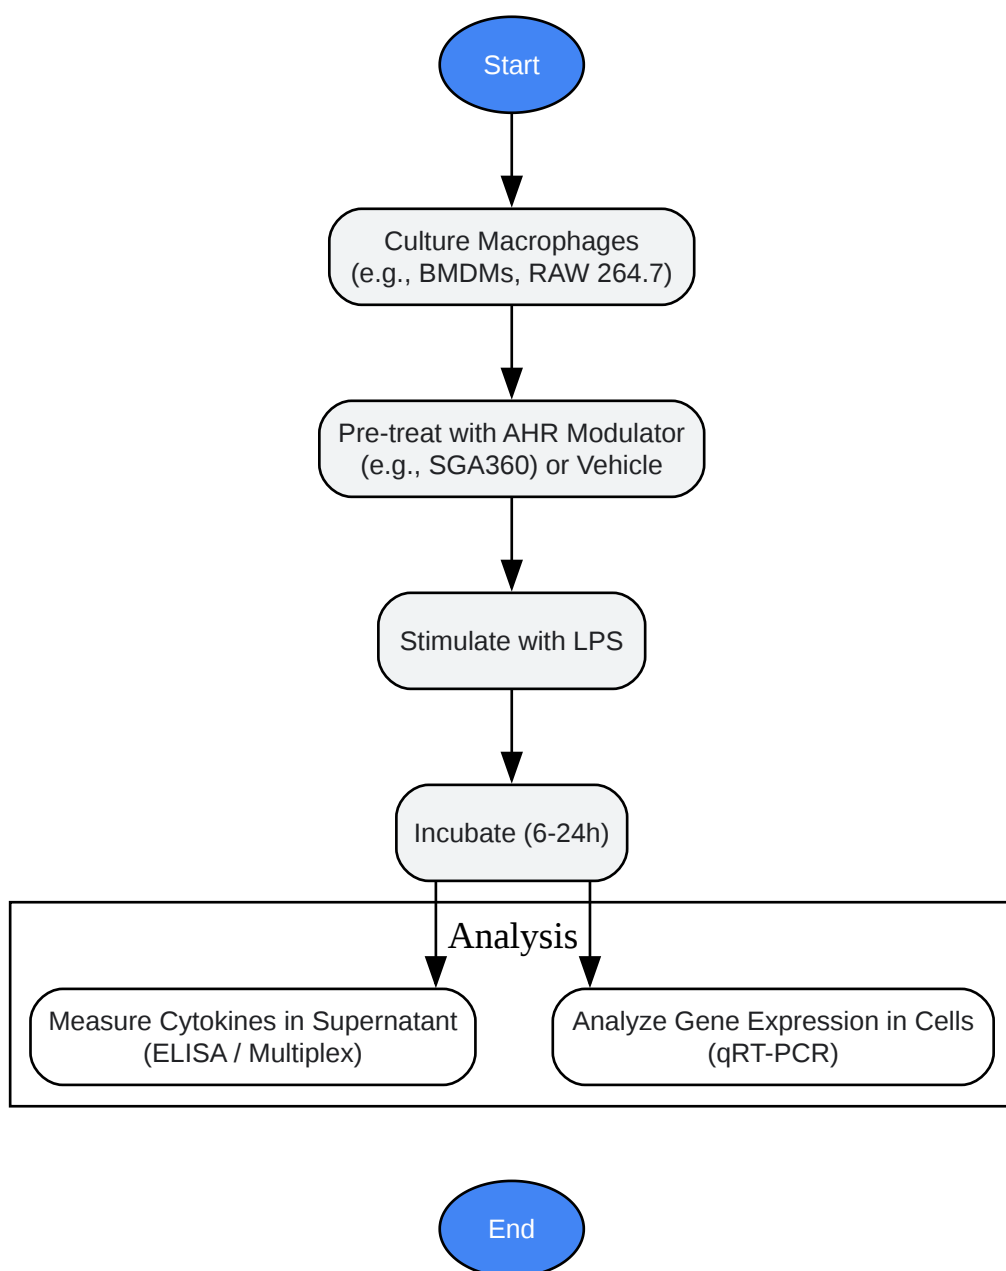 Start
Culture Macrophages
(e.g., BMDMs, RAW 264.7)
Pre-treat with AHR Modulator
(e.g., SGA360) or Vehicle
Stimulate with LPS
Incubate (6-24h)
Analysis
Measure Cytokines in Supernatant
(ELISA / Multiplex)
Analyze Gene Expression in Cells
(qRT-PCR)
End